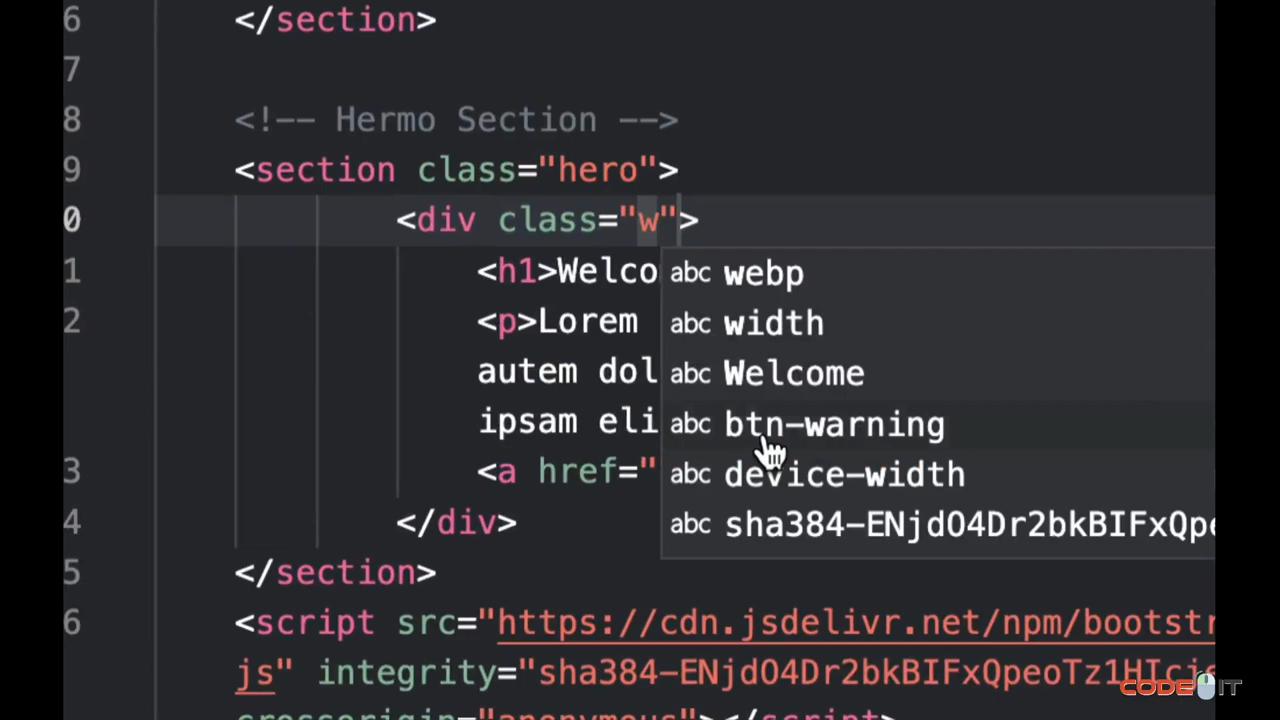 6 </section>
7
8 <!-- Hermo Section -->
9 <section class="hero">
0 <div class="w">
1 <h1>Welco
abc webp
2 <p>Lorem
abc width
autem dol
abc Welcome
ipsam eli
abc btn-warning
3 <a href="
abc device-width
4 </div>
abc sha384-ENjdO4Dr2bkBIFxQpe
5 </section>
6 <script src="https://cdn.jsdelivr.net/npm/bootstr
js" integrity="sha384-ENjdO4Dr2bkBIFxQpeoTz1HIcje
crossorigin="anonymous"></script>
CODE IT